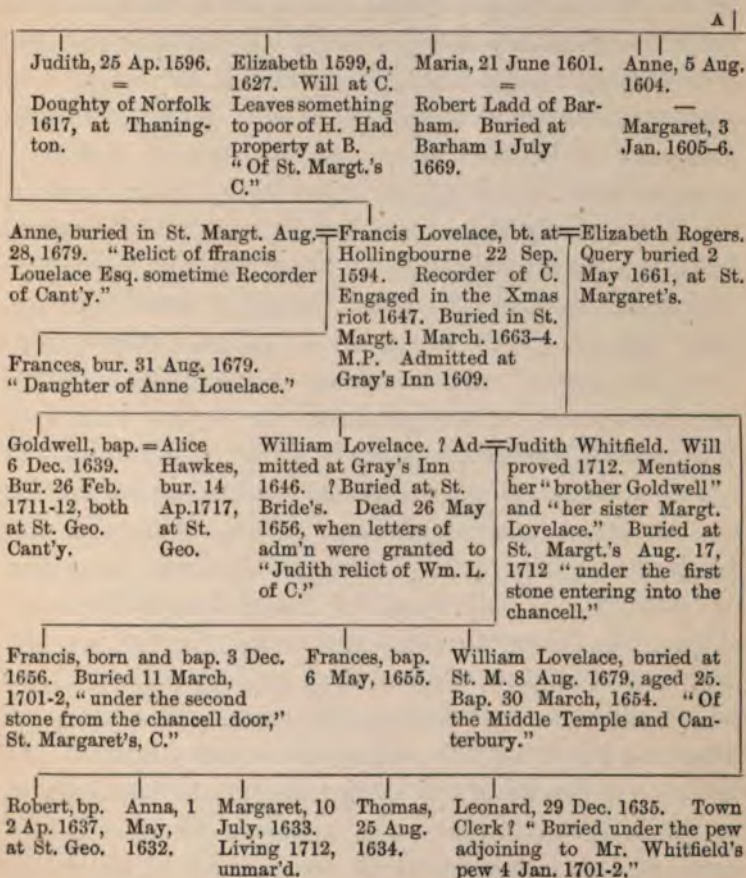 A
Judith, 25 Ap. 1596.
=
Doughty of Norfolk
1617, at Thaning-
ton.
Elizabeth 1599, d.
1627. Will at C.
Leaves something
to poor of H. Had
property at B.
"Of St. Margt.'s
C."
Maria, 21 June 1601.
=
Robert Ladd of Bar-
ham. Buried at
Barham 1 July
1669.
Anne, 5 Aug.
1604.
—
Margaret, 3
Jan. 1605-6.
Anne, buried in St. Margt. Aug.
28, 1679. "Relict of ffrancis
Louelace Esq. sometime Recorder
of Cant'y."
=Francis Lovelace, bt. at
Hollingbourne 22 Sep.
1594. Recorder of C.
Engaged in the Xmas
riot 1647. Buried in St.
Margt. 1 March. 1663-4.
M.P. Admitted at
Gray's Inn 1609.
=Elizabeth Rogers.
Query buried 2
May 1661, at St.
Margaret's.
Frances, bur. 31 Aug. 1679.
"Daughter of Anne Louelace."
Goldwell, bap.
6 Dec. 1639.
Bur. 26 Feb.
1711-12, both
at St. Geo.
Cant'y.
=Alice
Hawkes,
bur. 14
Ap.1717,
at St.
Geo.
William Lovelace. ? Ad-
mitted at Gray's Inn
1646. ? Buried at, St.
Bride's. Dead 26 May
1656, when letters of
adm'n were granted to
"Judith relict of Wm. L.
of C."
=Judith Whitfield. Will
proved 1712. Mentions
her "brother Goldwell"
and "her sister Margt.
Lovelace." Buried at
St. Margt.'s Aug. 17,
1712 "under the first
stone entering into the
chancell."
Francis, born and bap. 3 Dec.
1656. Buried 11 March,
1701-2, "under the second
stone from the chancell door,"
St. Margaret's, C."
Frances, bap.
6 May, 1655.
William Lovelace, buried at
St. M. 8 Aug. 1679, aged 25.
Bap. 30 March, 1654. "Of
the Middle Temple and Can-
terbury."
Robert, bp.
2 Ap. 1637,
at St. Geo.
Anna, 1
May,
1632.
Margaret, 10
July, 1633.
Living 1712,
unmar'd.
Thomas,
25 Aug.
1634.
Leonard, 29 Dec. 1635. Town
Clerk? "Buried under the pew
adjoining to Mr. Whitfield's
pew 4 Jan. 1701-2."